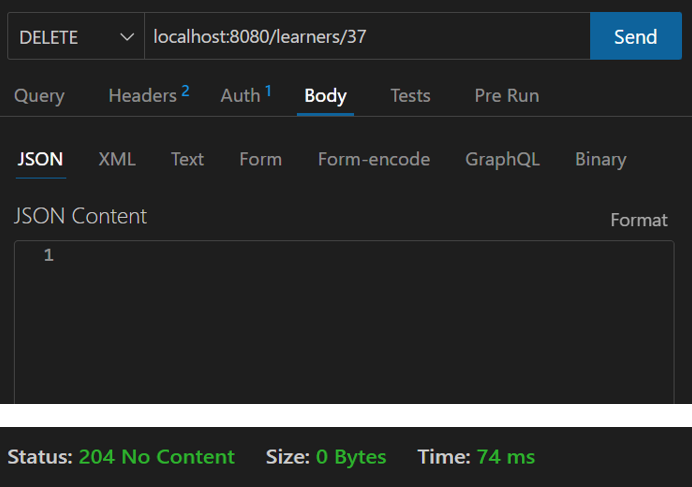 DELETE localhost:8080/learners/37 Send
Query Headers 2 Auth 1 Body Tests Pre Run
JSON XML Text Form Form-encode GraphQL Binary
JSON Content Format
1
Status: 204 No Content Size: 0 Bytes Time: 74 ms